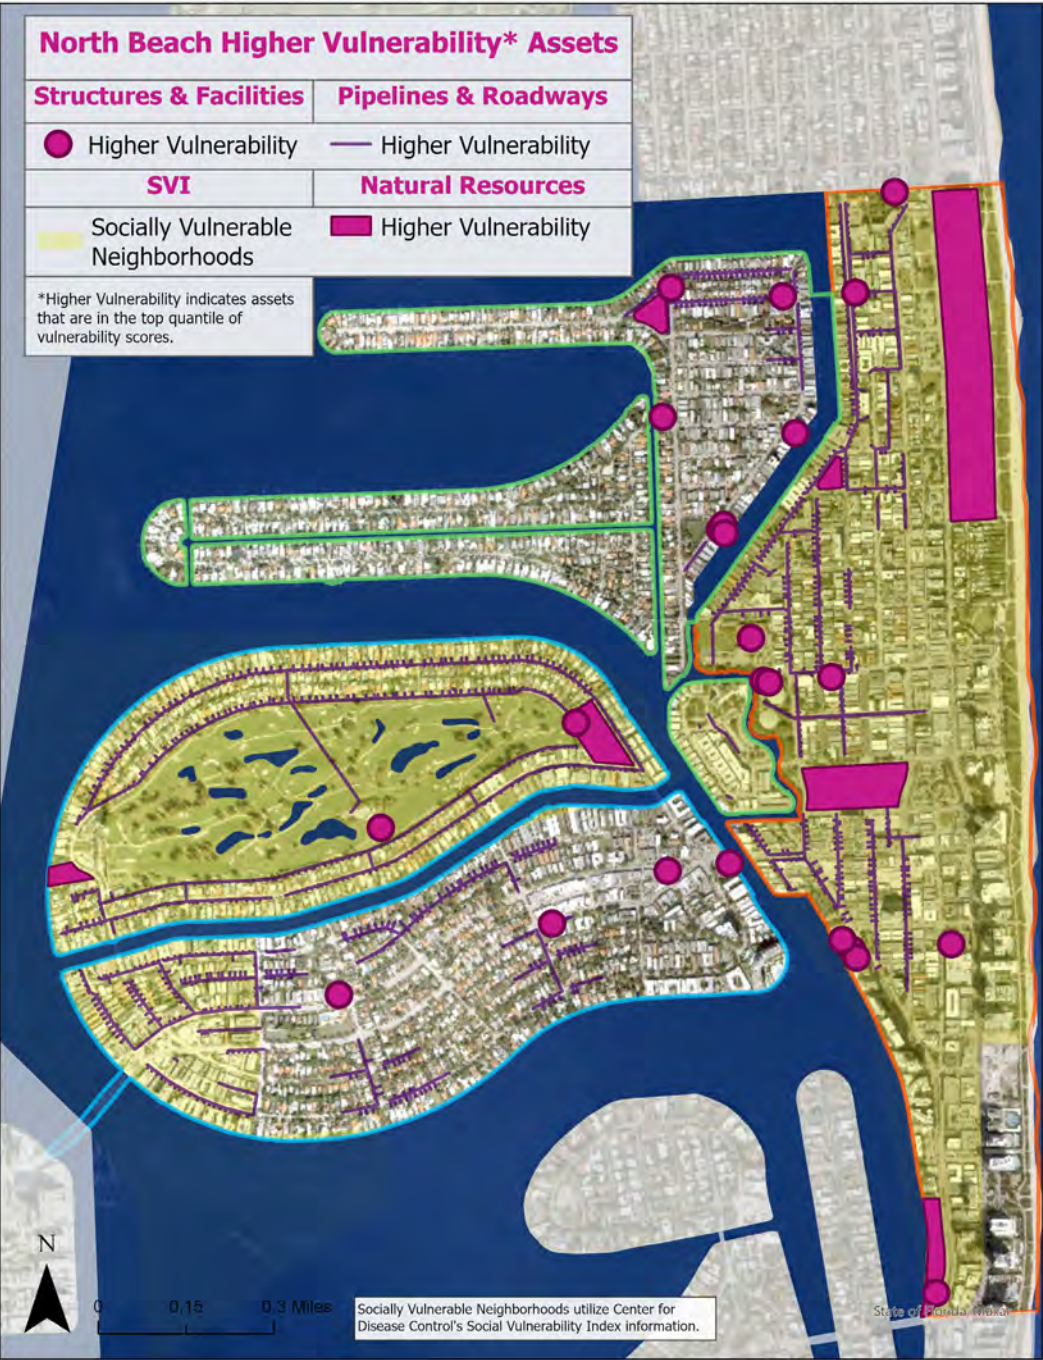 North Beach Higher Vulnerability* Assets
Structures & Facilities
Pipelines & Roadways
Higher Vulnerability
Higher Vulnerability
SVI
Natural Resources
Socially Vulnerable
Neighborhoods
Higher Vulnerability
*Higher Vulnerability indicates assets
that are in the top quantile of
vulnerability scores.
N
0 0.15 0.3 Miles
Socially Vulnerable Neighborhoods utilize Center for
Disease Control's Social Vulnerability Index information.
State of Florida,